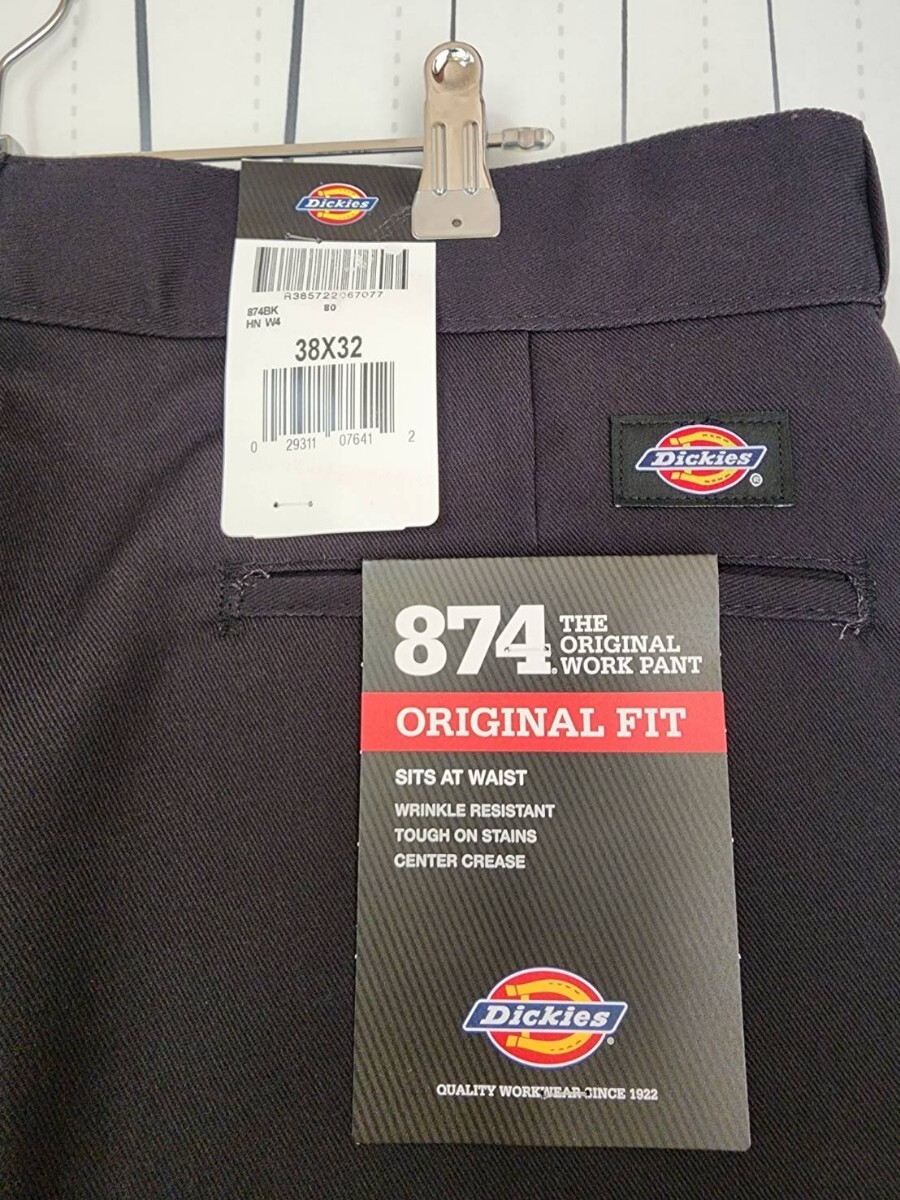 Dickies
R385722067077
874BK
80
HN W4
38X32
0 29311 07641 2
Dickies
®
874® THE
ORIGINAL
WORK PANT
ORIGINAL FIT
SITS AT WAIST
WRINKLE RESISTANT
TOUGH ON STAINS
CENTER CREASE
Dickies®
QUALITY WORKWEAR SINCE 1922